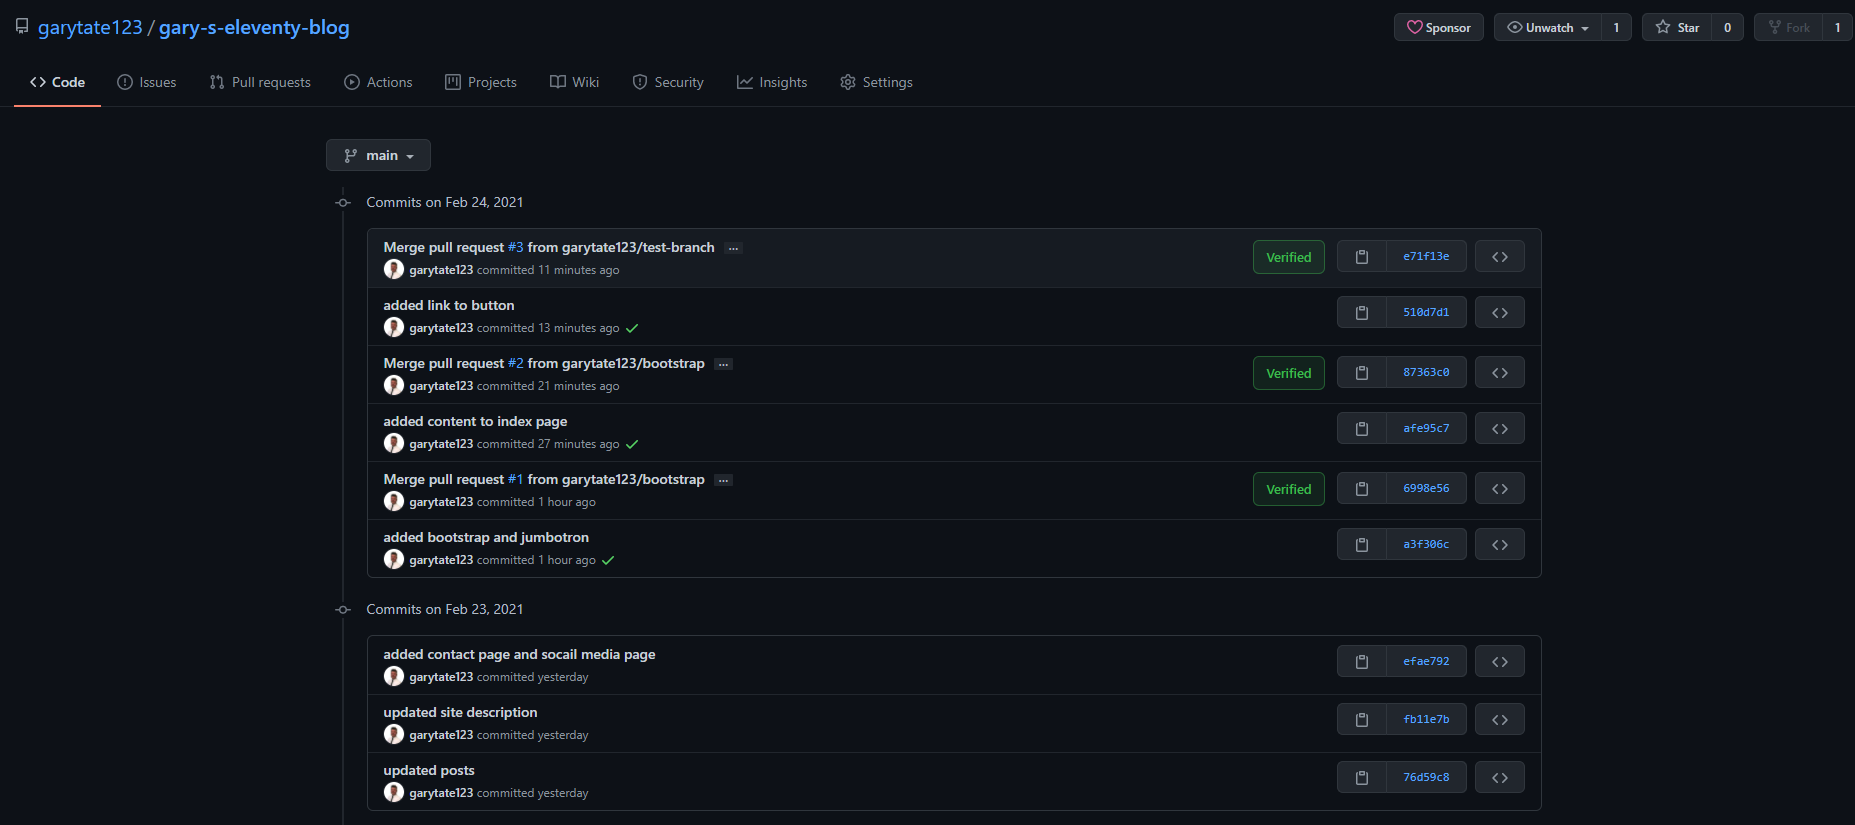 garytate123 / gary-s-eleventy-blog
Sponsor Unwatch 1 Star 0 Fork 1
Code Issues Pull requests Actions Projects Wiki Security Insights Settings
main
Commits on Feb 24, 2021
Merge pull request #3 from garytate123/test-branch ...
Verified e71f13e
garytate123 committed 11 minutes ago
added link to button
510d7d1
garytate123 committed 13 minutes ago
Merge pull request #2 from garytate123/bootstrap ...
Verified 87363c0
garytate123 committed 21 minutes ago
added content to index page
afe95c7
garytate123 committed 27 minutes ago
Merge pull request #1 from garytate123/bootstrap ...
Verified 6998e56
garytate123 committed 1 hour ago
added bootstrap and jumbotron
a3f306c
garytate123 committed 1 hour ago
Commits on Feb 23, 2021
added contact page and socail media page
efae792
garytate123 committed yesterday
updated site description
fb11e7b
garytate123 committed yesterday
updated posts
76d59c8
garytate123 committed yesterday